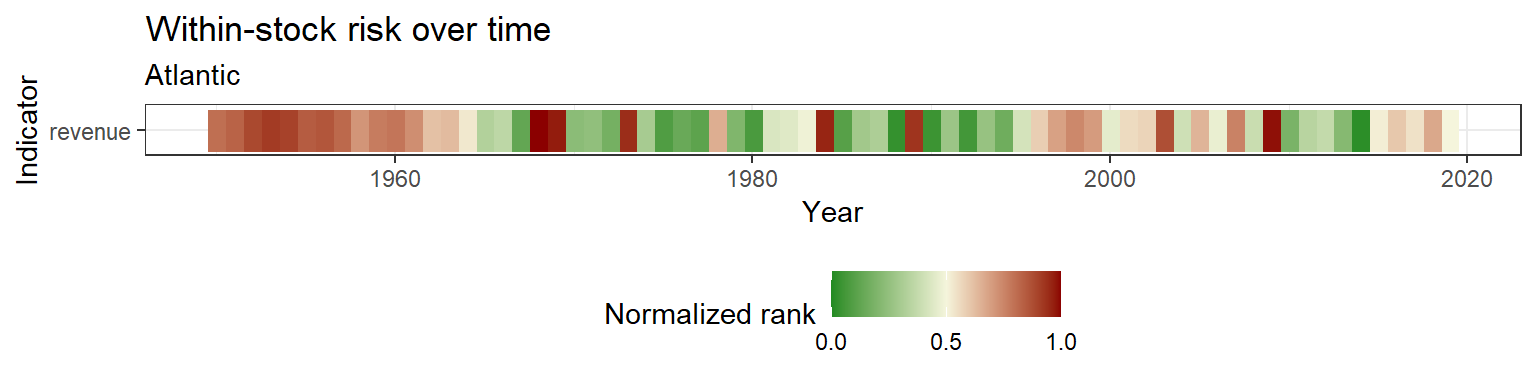 Within-stock risk over time
Atlantic
Indicator
revenue
1960 1980 2000 2020
Year
Normalized rank
0.0 0.5 1.0